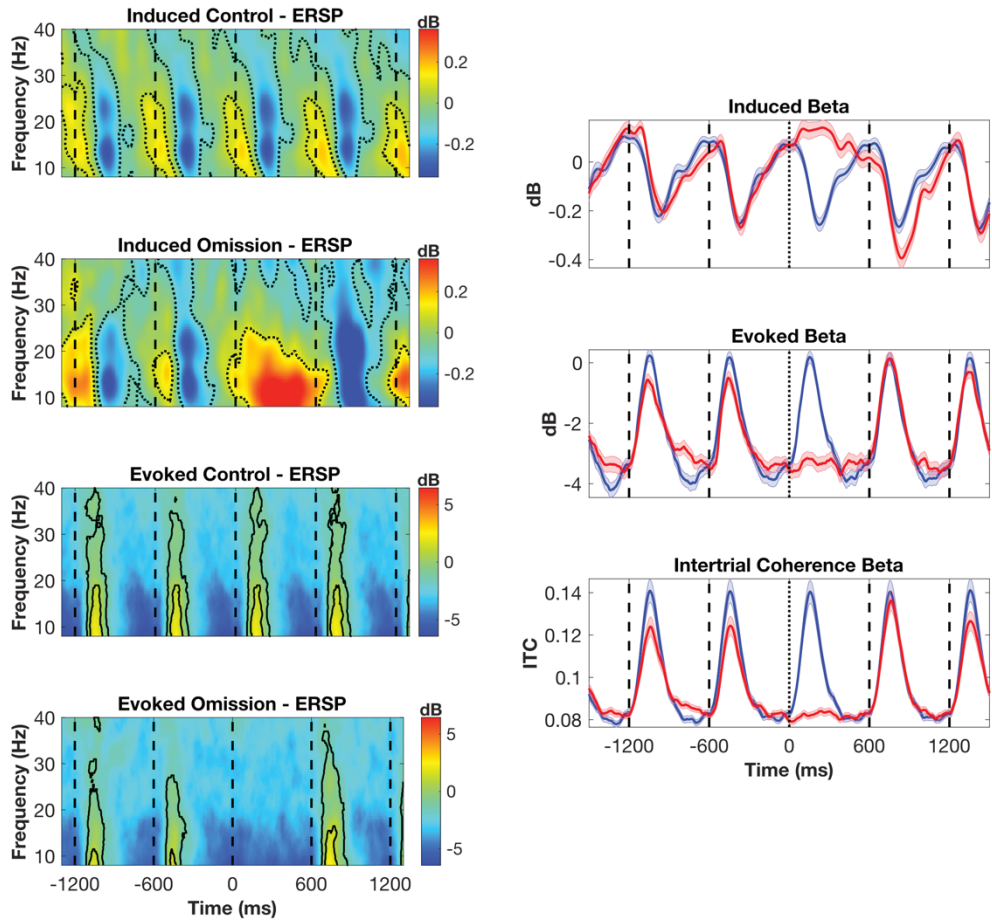 Induced Control - ERSP
dB
Frequency (Hz)
40
30
20
10
0.2
0
-0.2
Induced Omission - ERSP
dB
Frequency (Hz)
40
30
20
10
0.2
0
-0.2
Evoked Control - ERSP
dB
Frequency (Hz)
40
30
20
10
5
0
-5
Evoked Omission - ERSP
dB
Frequency (Hz)
40
30
20
10
5
0
-5
-1200 -600 0 600 1200
Time (ms)
Induced Beta
dB
0
-0.2
-0.4
Evoked Beta
dB
0
-2
-4
Intertrial Coherence Beta
ITC
0.14
0.12
0.1
0.08
-1200 -600 0 600 1200
Time (ms)